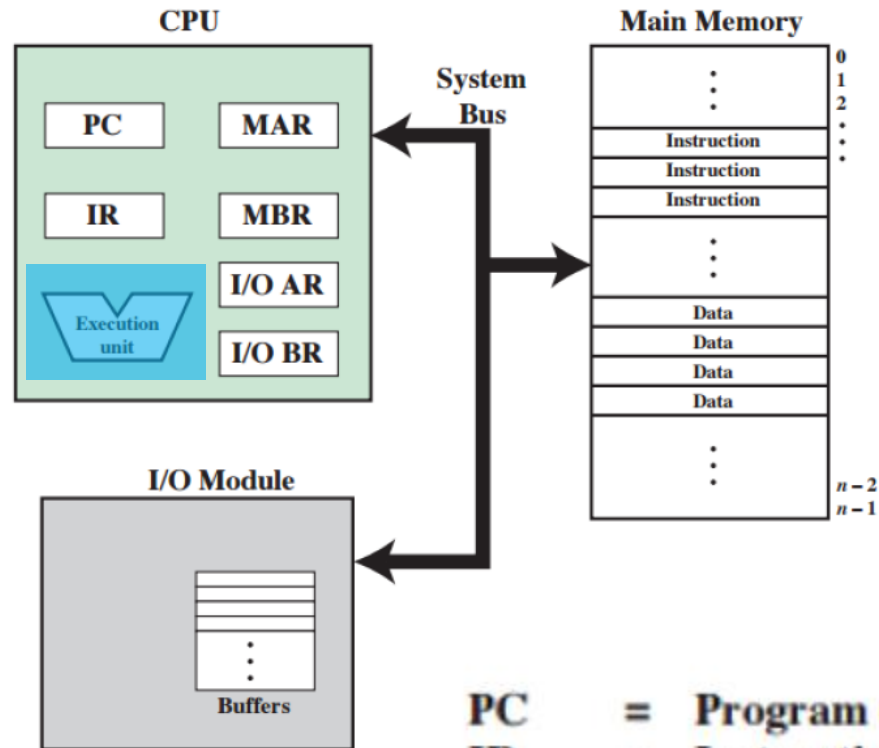 CPU
PC
MAR
IR
MBR
I/O AR
Execution
unit
I/O BR
System
Bus
Main Memory
0
1
2
Instruction
Instruction
Instruction
Data
Data
Data
Data
n – 2
n – 1
I/O Module
Buffers
PC = Program